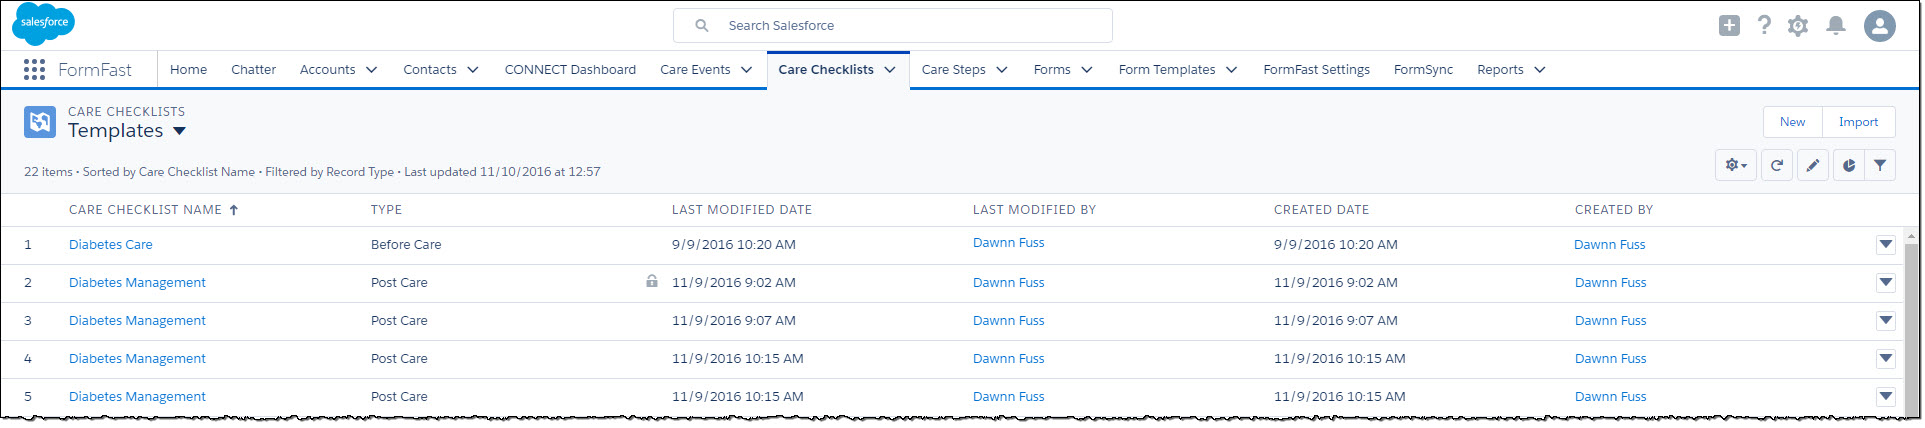 salesforce
Search Salesforce
FormFast Home Chatter Accounts Contacts CONNECT Dashboard Care Events Care Checklists Care Steps Forms Form Templates FormFast Settings FormSync Reports
CARE CHECKLISTS
Templates
New Import
22 items • Sorted by Care Checklist Name • Filtered by Record Type • Last updated 11/10/2016 at 12:57
CARE CHECKLIST NAME TYPE LAST MODIFIED DATE LAST MODIFIED BY CREATED DATE CREATED BY
1 Diabetes Care Before Care 9/9/2016 10:20 AM Dawnn Fuss 9/9/2016 10:20 AM Dawnn Fuss
2 Diabetes Management Post Care 11/9/2016 9:02 AM Dawnn Fuss 11/9/2016 9:02 AM Dawnn Fuss
3 Diabetes Management Post Care 11/9/2016 9:07 AM Dawnn Fuss 11/9/2016 9:07 AM Dawnn Fuss
4 Diabetes Management Post Care 11/9/2016 10:15 AM Dawnn Fuss 11/9/2016 10:15 AM Dawnn Fuss
5 Diabetes Management Post Care 11/9/2016 10:15 AM Dawnn Fuss 11/9/2016 10:15 AM Dawnn Fuss